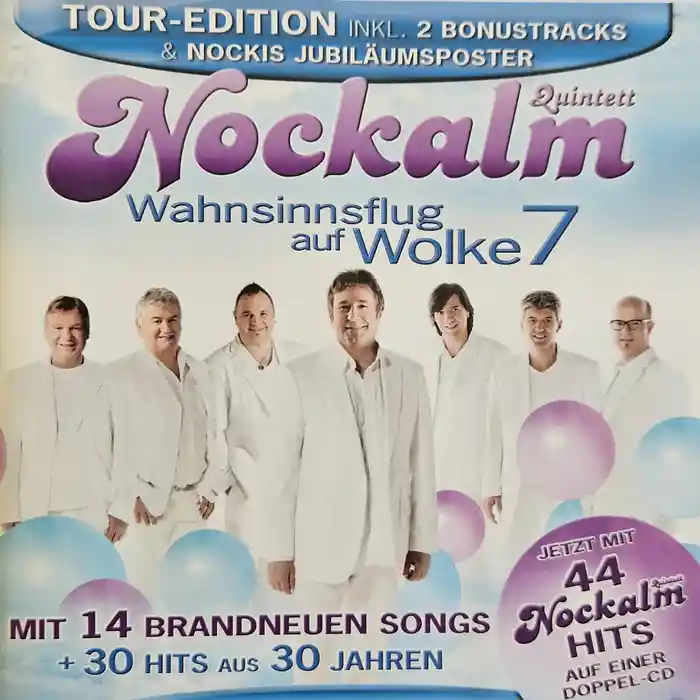 TOUR-EDITION INKL. 2 BONUSTRACKS
& NOCKIS JUBILÄUMSPOSTER
Nockalm Quintett
Wahnsinnsflug
auf Wolke 7
MIT 14 BRANDNEUEN SONGS
+ 30 HITS AUS 30 JAHREN
JETZT MIT
44
Nockalm Quintett
HITS
AUF EINER
DOPPEL-CD